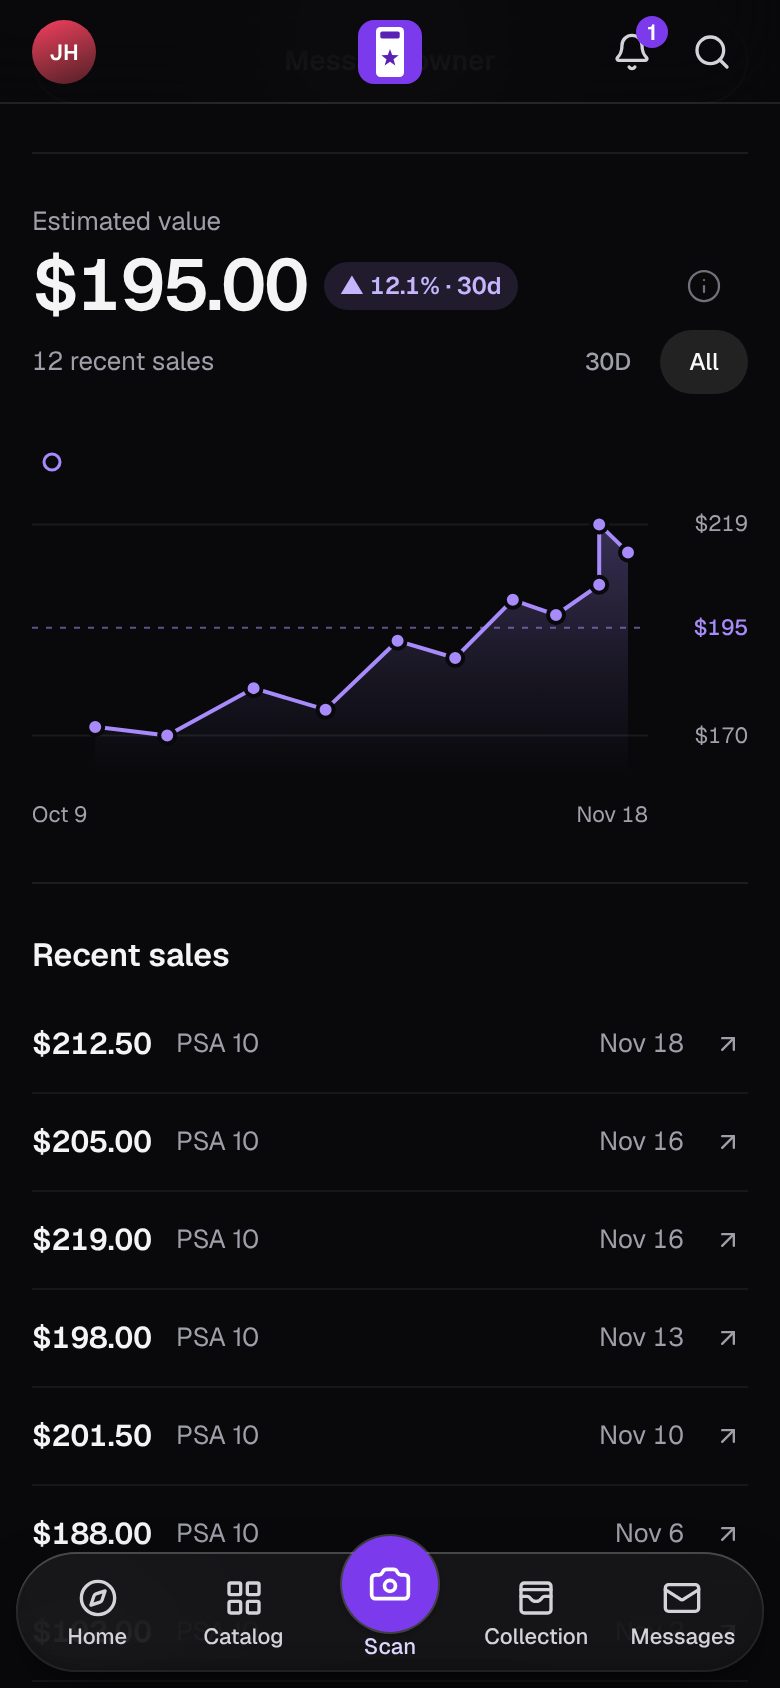 JH
Message owner
1
Estimated value
$195.00
▲ 12.1% · 30d
12 recent sales
30D
All
$219
$195
$170
Oct 9
Nov 18
Recent sales
$212.50 PSA 10 Nov 18
$205.00 PSA 10 Nov 16
$219.00 PSA 10 Nov 16
$198.00 PSA 10 Nov 13
$201.50 PSA 10 Nov 10
$188.00 PSA 10 Nov 6
Home
Catalog
Scan
Collection
Messages